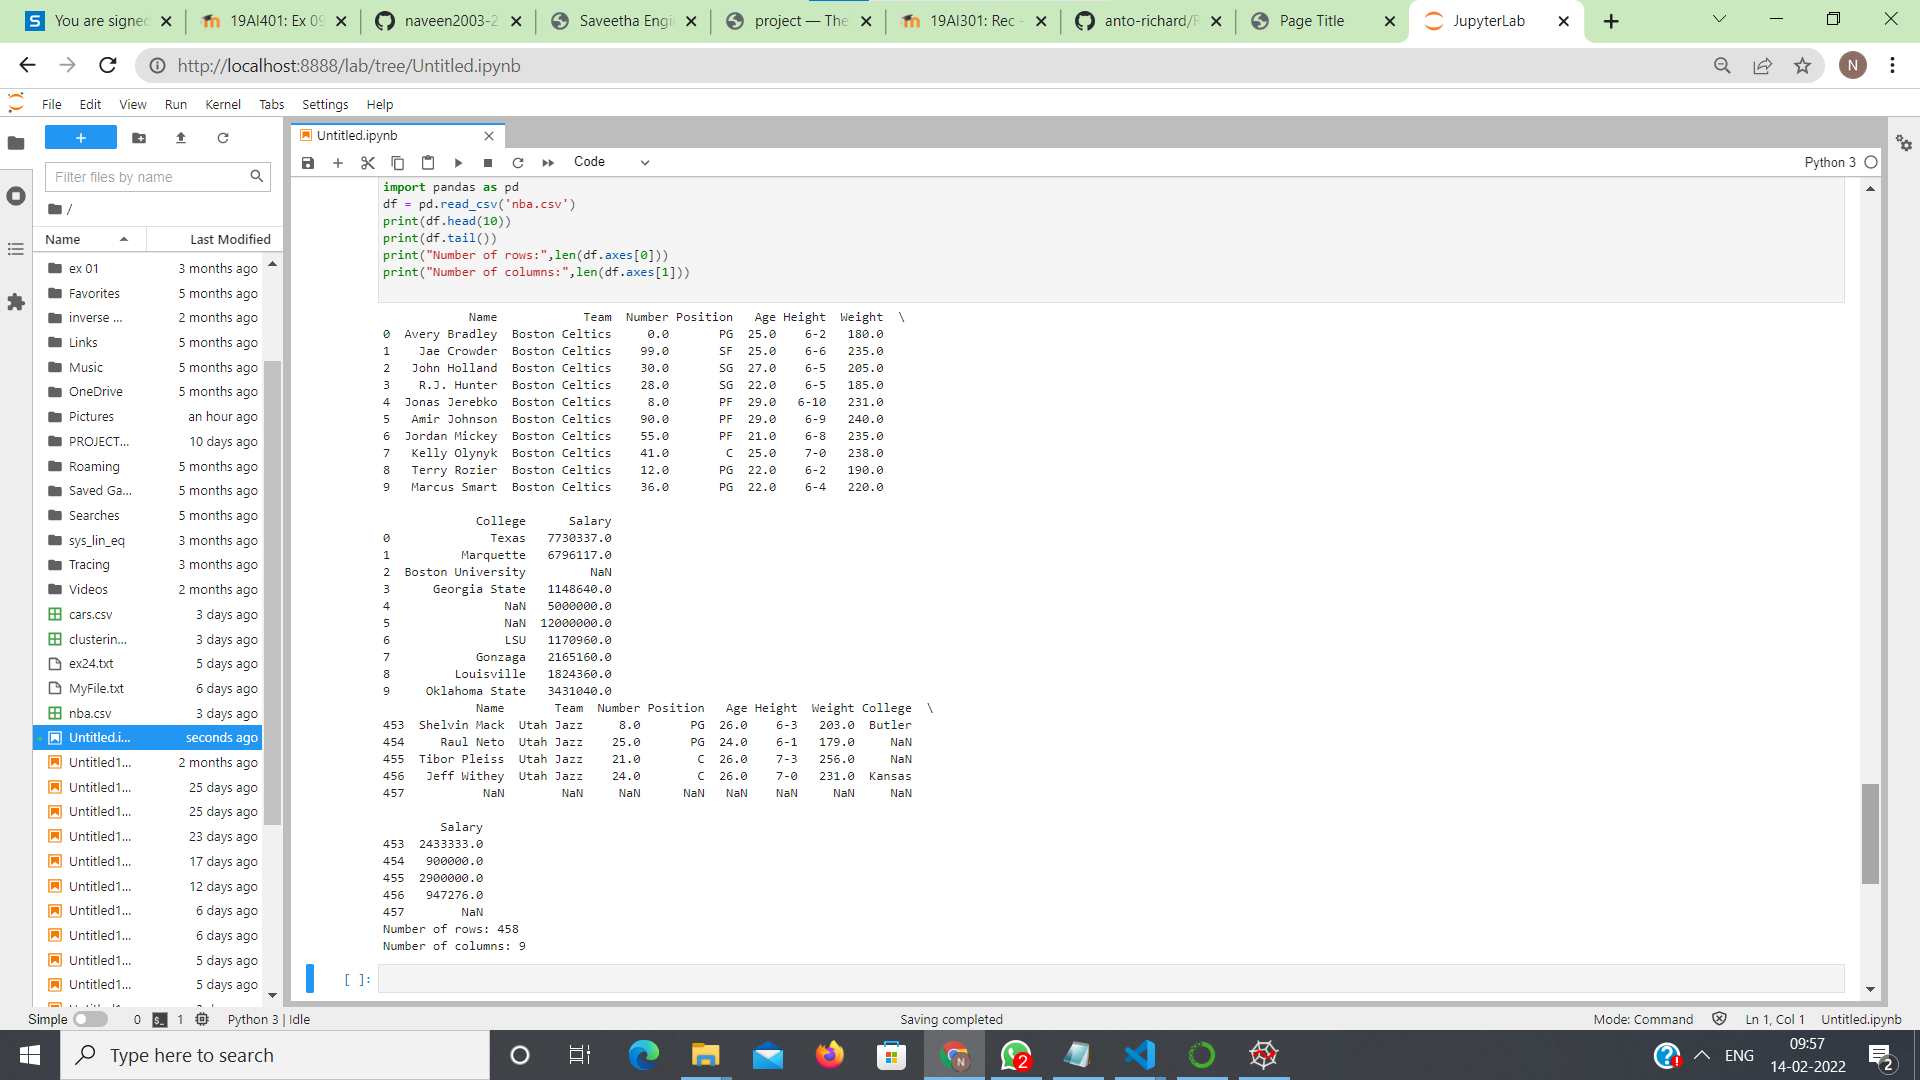 You are signe
19AI401: Ex 09
naveen2003-2
Saveetha Engi
project — The
19AI301: Rec -
anto-richard/R
Page Title
JupyterLab
http://localhost:8888/lab/tree/Untitled.ipynb
N
File Edit View Run Kernel Tabs Settings Help
Untitled.ipynb
Code
Python 3
Filter files by name
/
Name Last Modified
ex 01 3 months ago
Favorites 5 months ago
inverse ... 2 months ago
Links 5 months ago
Music 5 months ago
OneDrive 5 months ago
Pictures an hour ago
PROJECT... 10 days ago
Roaming 5 months ago
Saved Ga... 5 months ago
Searches 5 months ago
sys_lin_eq 3 months ago
Tracing 3 months ago
Videos 2 months ago
cars.csv 3 days ago
clusterin... 3 days ago
ex24.txt 5 days ago
MyFile.txt 6 days ago
nba.csv 3 days ago
Untitled.i... seconds ago
Untitled1... 2 months ago
Untitled1... 25 days ago
Untitled1... 25 days ago
Untitled1... 23 days ago
Untitled1... 17 days ago
Untitled1... 12 days ago
Untitled1... 6 days ago
Untitled1... 6 days ago
Untitled1... 5 days ago
Untitled1... 5 days ago
import pandas as pd
df = pd.read_csv('nba.csv')
print(df.head(10))
print(df.tail())
print("Number of rows:",len(df.axes[0]))
print("Number of columns:",len(df.axes[1]))
Name Team Number Position Age Height Weight \
0 Avery Bradley Boston Celtics 0.0 PG 25.0 6-2 180.0
1 Jae Crowder Boston Celtics 99.0 SF 25.0 6-6 235.0
2 John Holland Boston Celtics 30.0 SG 27.0 6-5 205.0
3 R.J. Hunter Boston Celtics 28.0 SG 22.0 6-5 185.0
4 Jonas Jerebko Boston Celtics 8.0 PF 29.0 6-10 231.0
5 Amir Johnson Boston Celtics 90.0 PF 29.0 6-9 240.0
6 Jordan Mickey Boston Celtics 55.0 PF 21.0 6-8 235.0
7 Kelly Olynyk Boston Celtics 41.0 C 25.0 7-0 238.0
8 Terry Rozier Boston Celtics 12.0 PG 22.0 6-2 190.0
9 Marcus Smart Boston Celtics 36.0 PG 22.0 6-4 220.0
College Salary
0 Texas 7730337.0
1 Marquette 6796117.0
2 Boston University NaN
3 Georgia State 1148640.0
4 NaN 5000000.0
5 NaN 12000000.0
6 LSU 1170960.0
7 Gonzaga 2165160.0
8 Louisville 1824360.0
9 Oklahoma State 3431040.0
Name Team Number Position Age Height Weight College \
453 Shelvin Mack Utah Jazz 8.0 PG 26.0 6-3 203.0 Butler
454 Raul Neto Utah Jazz 25.0 PG 24.0 6-1 179.0 NaN
455 Tibor Pleiss Utah Jazz 21.0 C 26.0 7-3 256.0 NaN
456 Jeff Withey Utah Jazz 24.0 C 26.0 7-0 231.0 Kansas
457 NaN NaN NaN NaN NaN NaN NaN NaN
Salary
453 2433333.0
454 900000.0
455 2900000.0
456 947276.0
457 NaN
Number of rows: 458
Number of columns: 9
[ ]:
Simple 0 1 Python 3 | Idle Saving completed Mode: Command Ln 1, Col 1 Untitled.ipynb
Type here to search
2
ENG
09:57
14-02-2022
2